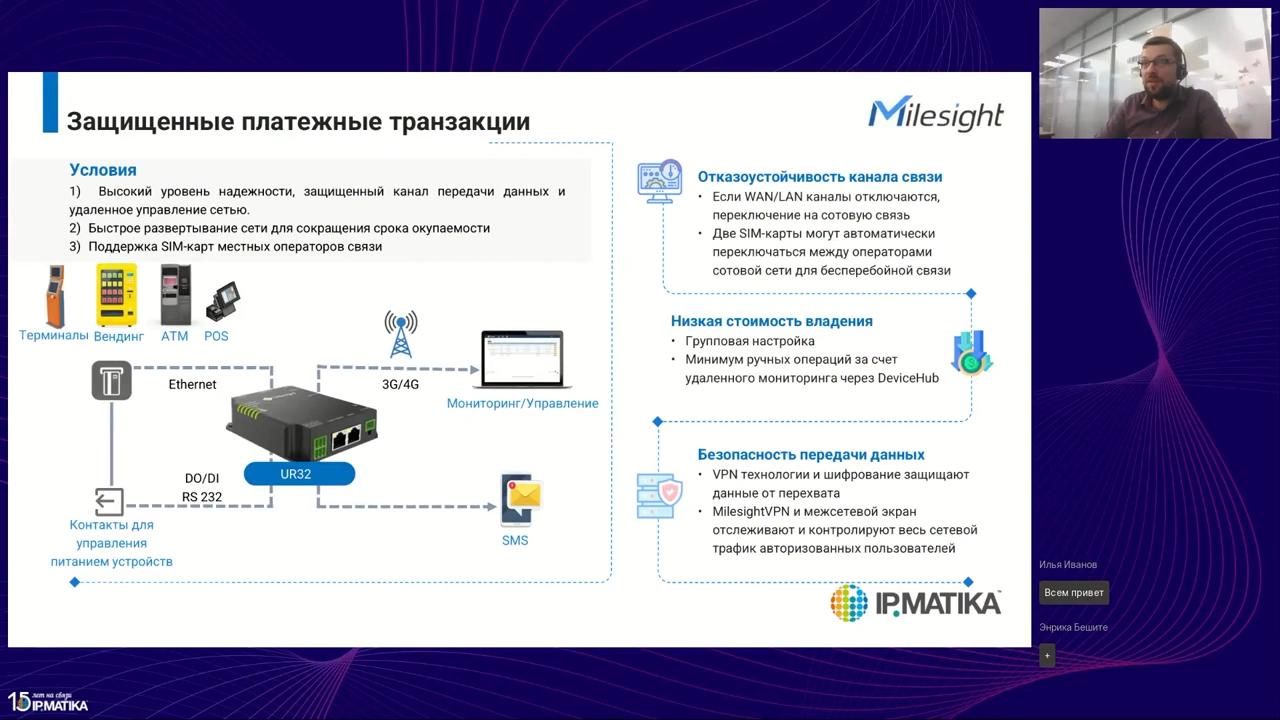 Защищенные платежные транзакции
Milesight
Условия
1) Высокий уровень надежности, защищенный канал передачи данных и
удаленное управление сетью.
2) Быстрое развертывание сети для сокращения срока окупаемости
3) Поддержка SIM-карт местных операторов связи
Терминалы Вендинг ATM POS
Ethernet
3G/4G
Мониторинг/Управление
UR32
DO/DI
RS 232
Контакты для
управления
питанием устройств
SMS
Отказоустойчивость канала связи
• Если WAN/LAN каналы отключаются,
переключение на сотовую связь
• Две SIM-карты могут автоматически
переключаться между операторами
сотовой сети для бесперебойной связи
Низкая стоимость владения
• Групповая настройка
• Минимум ручных операций за счет
удаленного мониторинга через DeviceHub
Безопасность передачи данных
• VPN технологии и шифрование защищают
данные от перехвата
• MilesightVPN и межсетевой экран
отслеживают и контролируют весь сетевой
трафик авторизованных пользователей
IP.MATIKA™
Илья Иванов
Всем привет
Энрика Бешите
+
15 лет на связи
IP.MATIKA